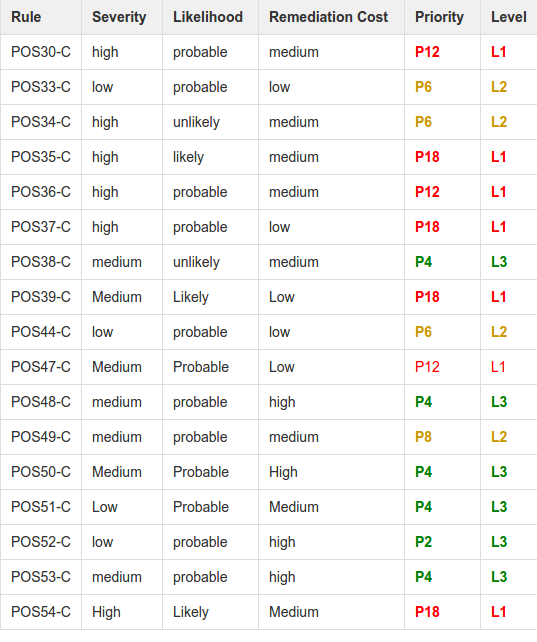 Rule Severity Likelihood Remediation Cost Priority Level
POS30-C high probable medium P12 L1
POS33-C low probable low P6 L2
POS34-C high unlikely medium P6 L2
POS35-C high likely medium P18 L1
POS36-C high probable medium P12 L1
POS37-C high probable low P18 L1
POS38-C medium unlikely medium P4 L3
POS39-C Medium Likely Low P18 L1
POS44-C low probable low P6 L2
POS47-C Medium Probable Low P12 L1
POS48-C medium probable high P4 L3
POS49-C medium probable medium P8 L2
POS50-C Medium Probable High P4 L3
POS51-C Low Probable Medium P4 L3
POS52-C low probable high P2 L3
POS53-C medium probable high P4 L3
POS54-C High Likely Medium P18 L1